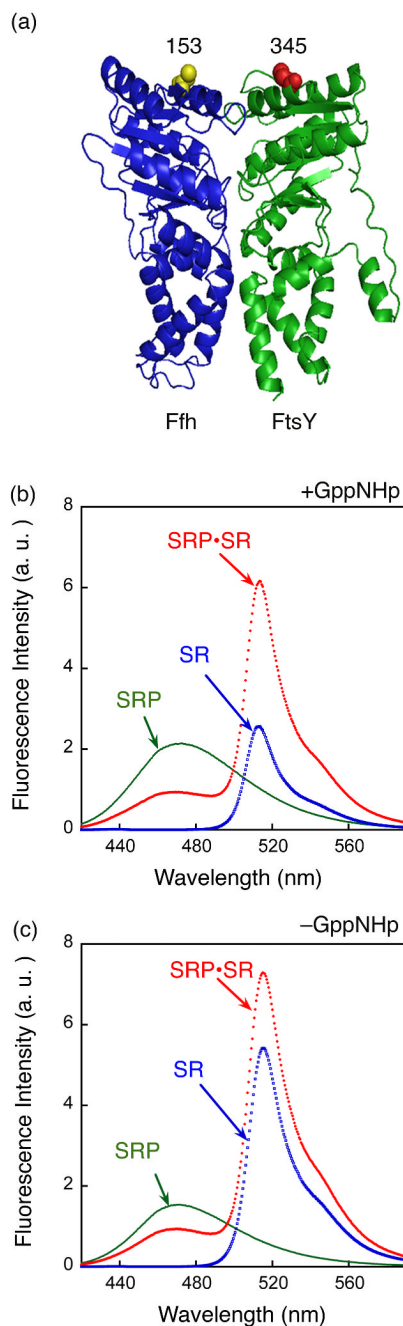 (a)
153 345
Ffh FtsY
(b)
+GppNHp
8
6
4
2
0
SRP•SR
SR
SRP
Fluorescence Intensity (a. u.)
440 480 520 560
Wavelength (nm)
(c)
–GppNHp
8
6
4
2
0
SRP•SR
SR
SRP
Fluorescence Intensity (a. u. )
440 480 520 560
Wavelength (nm)